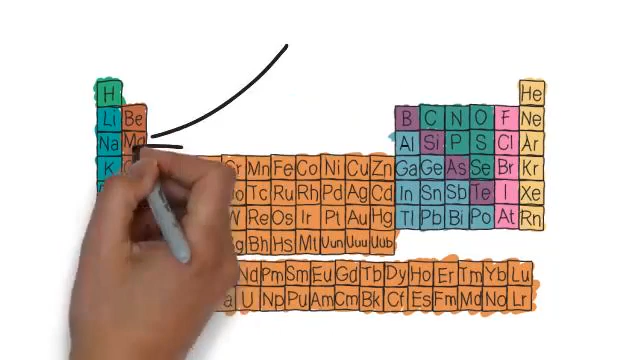 H He
Li Be B C N O F Ne
Na Mg Al Si P S Cl Ar
K Cr Mn Fe Co Ni Cu Zn Ga Ge As Se Br Kr
Tc Ru Rh Pd Ag Cd In Sn Sb Te I Xe
W Re Os Ir Pt Au Hg Tl Pb Bi Po At Rn
Sg Bh Hs Mt Uun Uuu Uub
Nd Pm Sm Eu Gd Tb Dy Ho Er Tm Yb Lu
U Np Pu Am Cm Bk Cf Es Fm Md No Lr